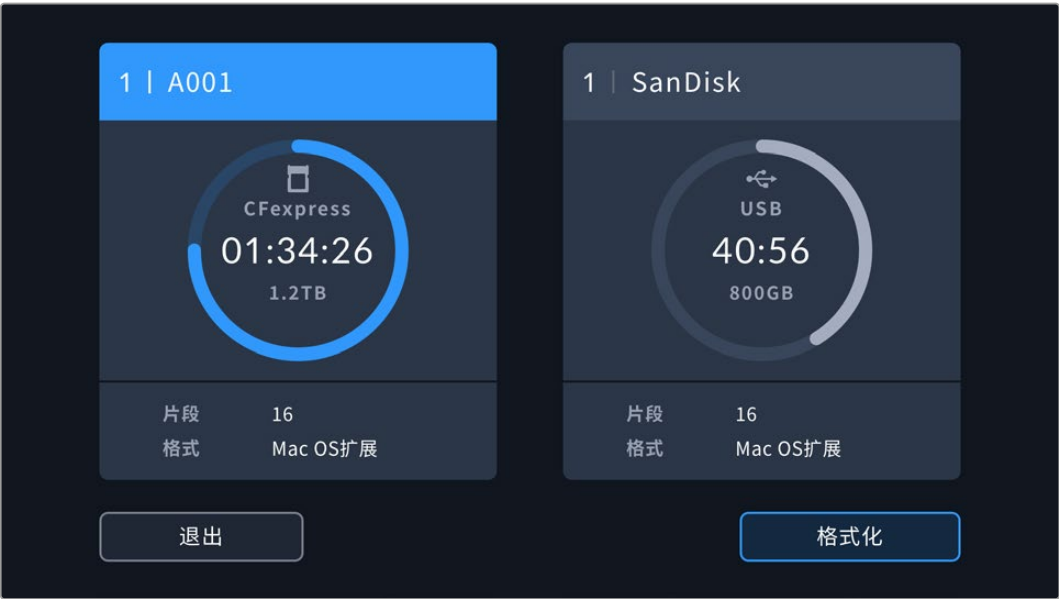 1 | A001
CFexpress
01:34:26
1.2TB
片段 16
格式 Mac OS扩展
1 | SanDisk
USB
40:56
800GB
片段 16
格式 Mac OS扩展
退出
格式化